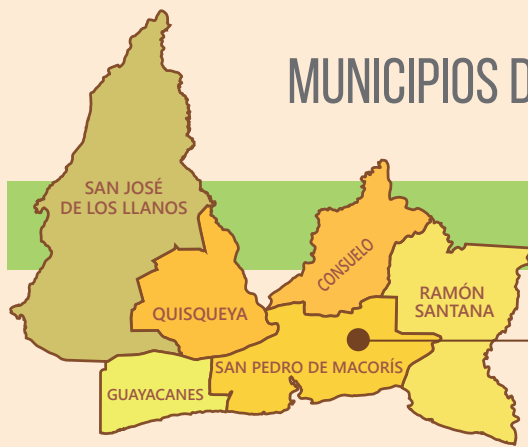 MUNICIPIOS D
SAN JOSÉ
DE LOS LLANOS
CONSUELO
RAMÓN
SANTANA
QUISQUEYA
SAN PEDRO DE MACORÍS
GUAYACANES